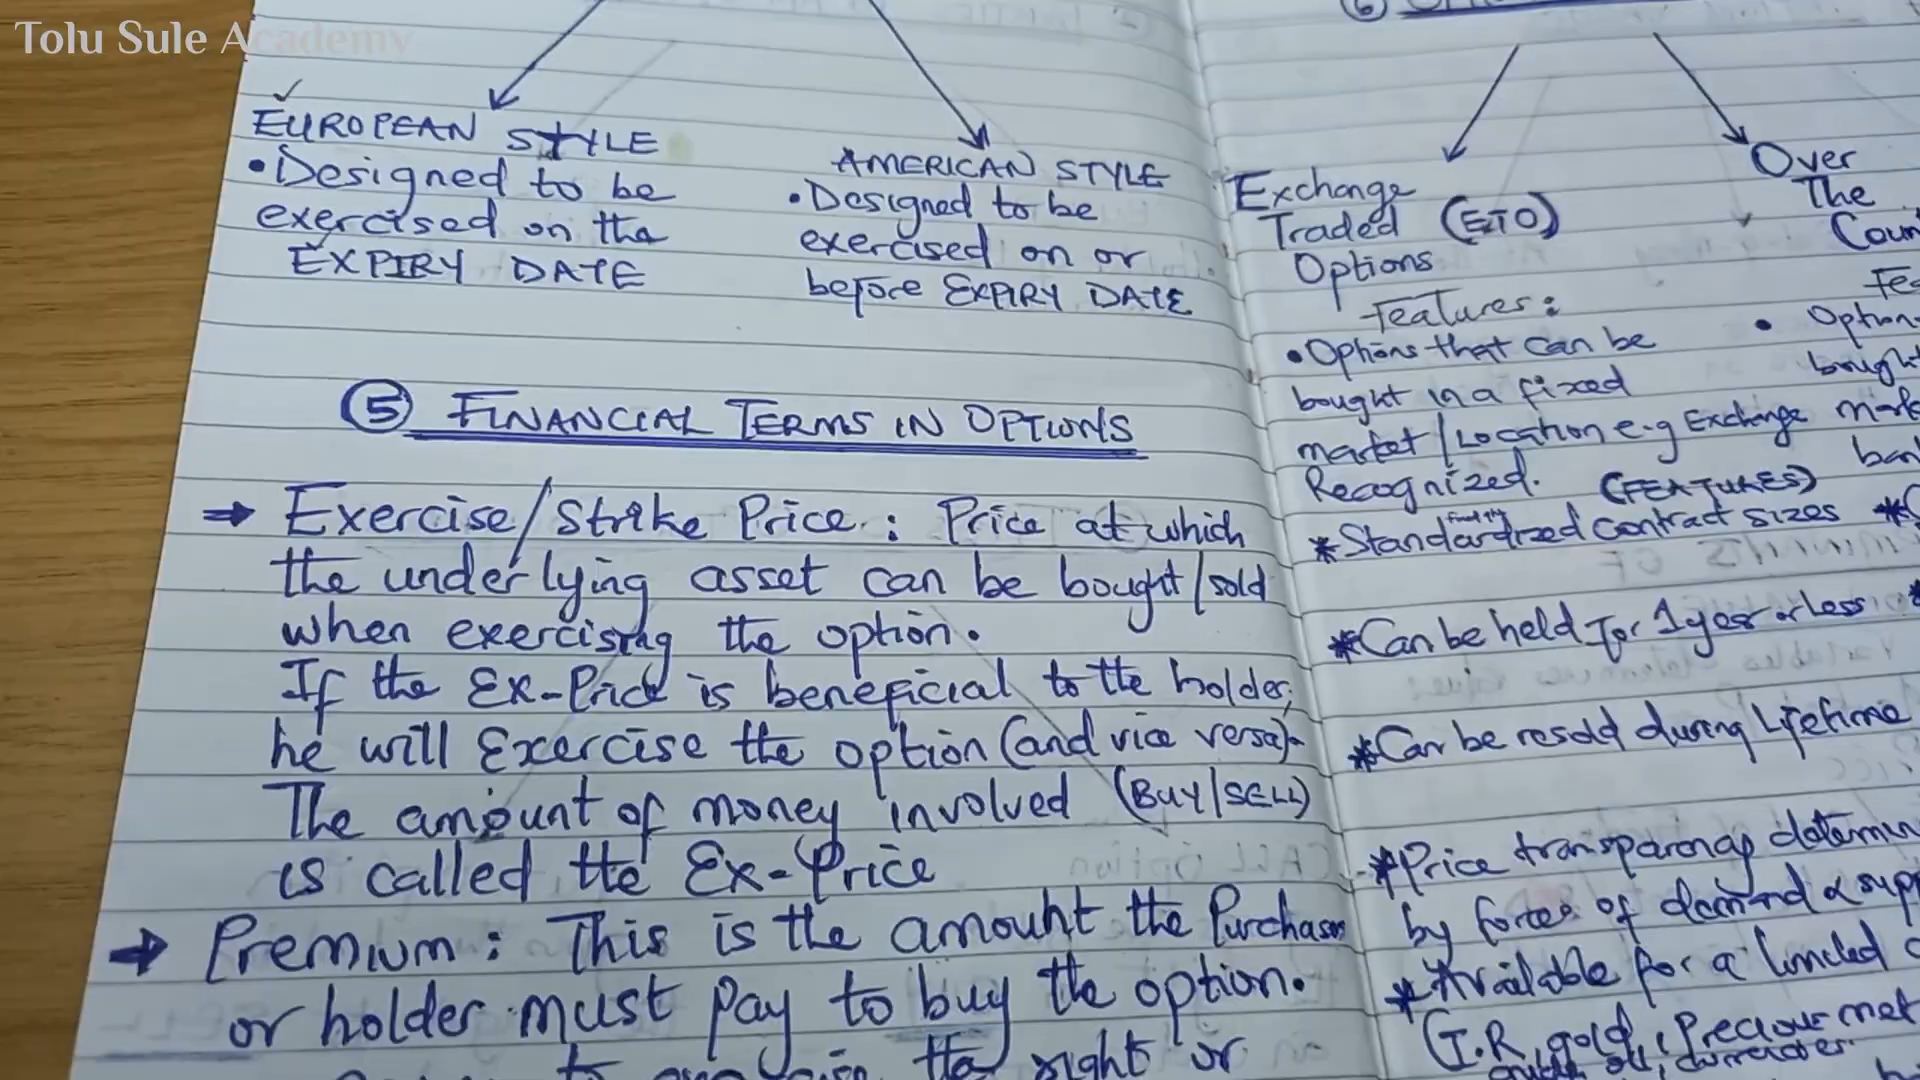 Tolu Sule Academy
EUROPEAN STYLE
• Designed to be
exercised on the
EXPIRY DATE
AMERICAN STYLE
• Designed to be
exercised on or
before EXPIRY DATE
⑤ FINANCIAL TERMS IN OPTIONS
→ Exercise/Strike Price : Price at which
the underlying asset can be bought/sold
when exercising the option.
If the Ex-Price is beneficial to the holder,
he will Exercise the option (and vice versa).
The amount of money involved (BUY/SELL)
is called the Ex-Price
→ Premium : This is the amount the Purchaser
or holder must pay to buy the option.
the right or
⑥
Exchange
Traded (ETO)
Options
Features :
• Options that can be
bought in a fixed
market/Location e.g Exchange
Recognized. (FEATURES)
* Standardized contract sizes
* Can be held for 1 year or less
* Can be resold during Lifetime
* Price transparency
by forces of demand &
* Available for a limited
G.R, gold, Precious
Over
The